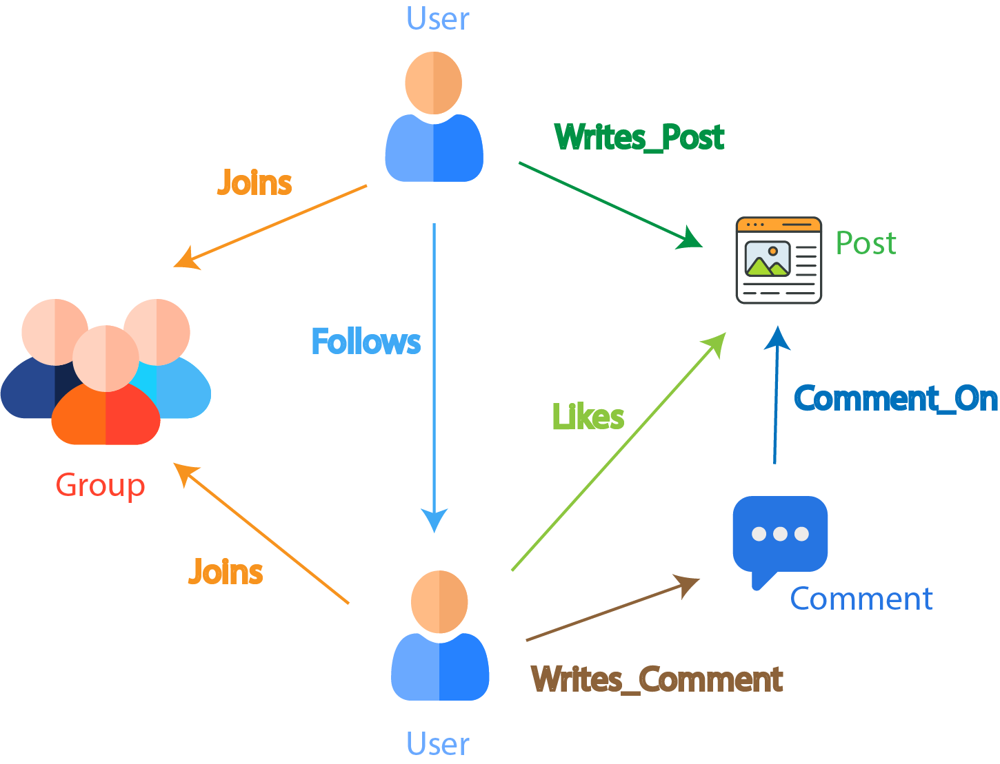 User
Writes_Post
Joins
Post
Follows
Likes
Comment_On
Group
Joins
Comment
Writes_Comment
User